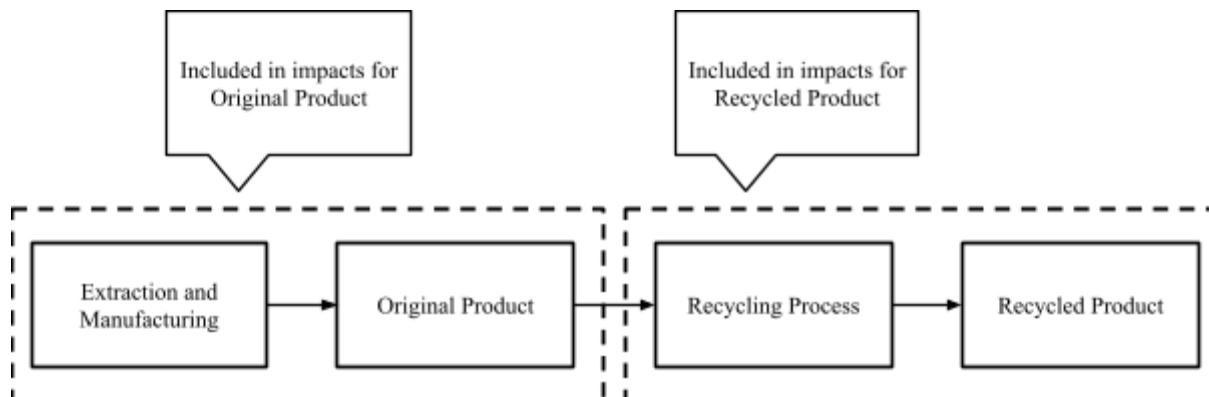 Included in impacts for
Original Product
Included in impacts for
Recycled Product
Extraction and
Manufacturing
Original Product
Recycling Process
Recycled Product